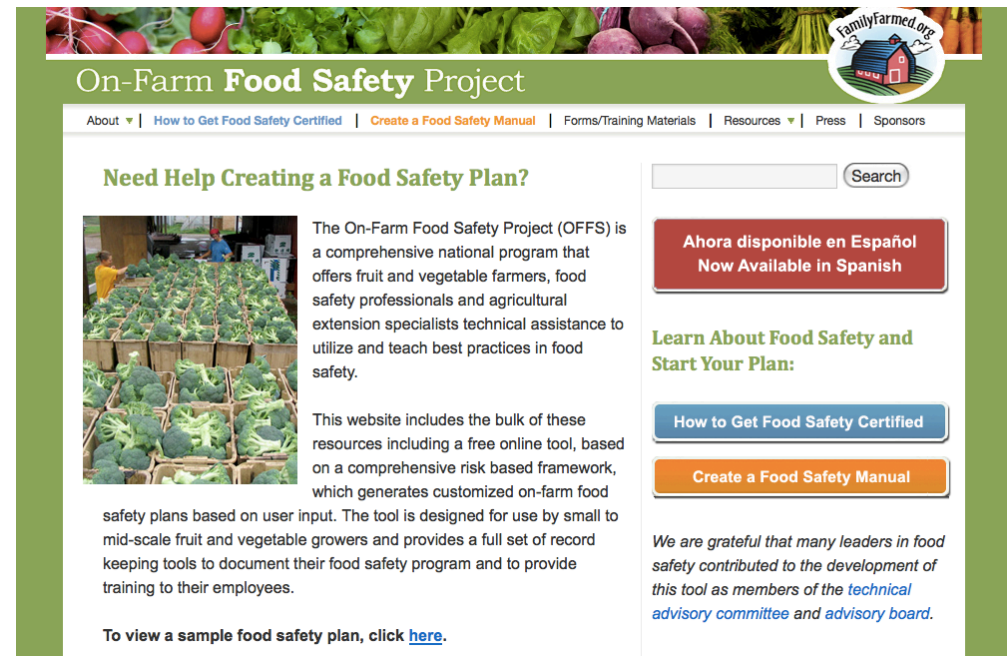 FamilyFarmed.org
On-Farm Food Safety Project
About ▼ | How to Get Food Safety Certified | Create a Food Safety Manual | Forms/Training Materials | Resources ▼ | Press | Sponsors
Need Help Creating a Food Safety Plan?
The On-Farm Food Safety Project (OFFS) is
a comprehensive national program that
offers fruit and vegetable farmers, food
safety professionals and agricultural
extension specialists technical assistance to
utilize and teach best practices in food
safety.
This website includes the bulk of these
resources including a free online tool, based
on a comprehensive risk based framework,
which generates customized on-farm food
safety plans based on user input. The tool is designed for use by small to
mid-scale fruit and vegetable growers and provides a full set of record
keeping tools to document their food safety program and to provide
training to their employees.
To view a sample food safety plan, click here.
Search
Ahora disponible en Español
Now Available in Spanish
Learn About Food Safety and
Start Your Plan:
How to Get Food Safety Certified
Create a Food Safety Manual
We are grateful that many leaders in food
safety contributed to the development of
this tool as members of the technical
advisory committee and advisory board.